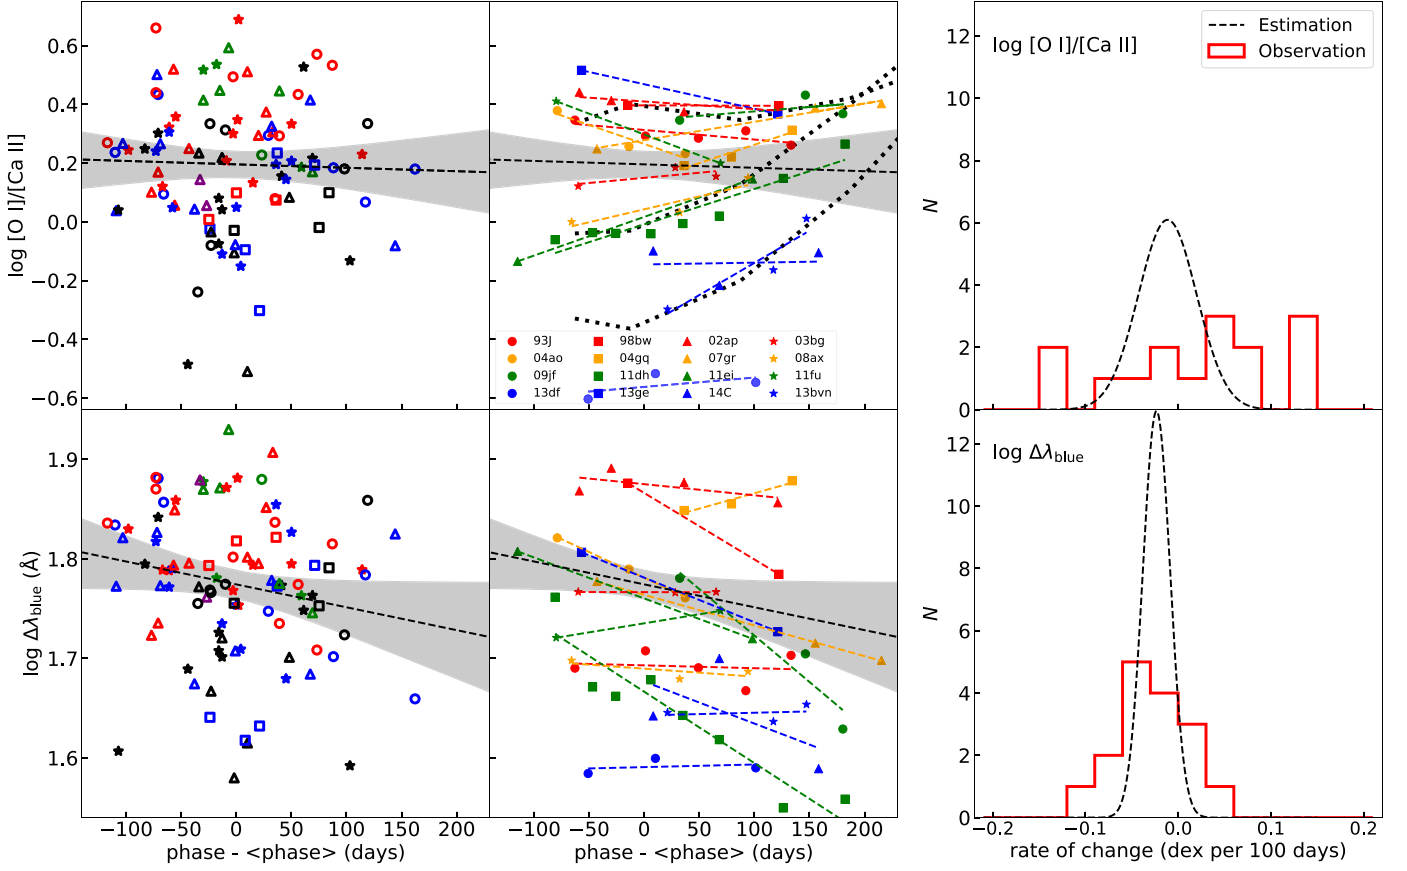 log [O I]/[Ca II]
0.6
0.4
0.2
0.0
−0.2
−0.4
−0.6
93J 98bw 02ap 03bg
04ao 04gq 07gr 08ax
09jf 11dh 11ei 11fu
13df 13ge 14C 13bvn
N
12
10
8
6
4
2
0
log [O I]/[Ca II]
Estimation
Observation
log Δλblue (Å)
1.9
1.8
1.7
1.6
−100 −50 0 50 100 150 200
phase - <phase> (days)
−100 −50 0 50 100 150 200
phase - <phase> (days)
N
12
10
8
6
4
2
0
log Δλblue
−0.2 −0.1 0.0 0.1 0.2
rate of change (dex per 100 days)